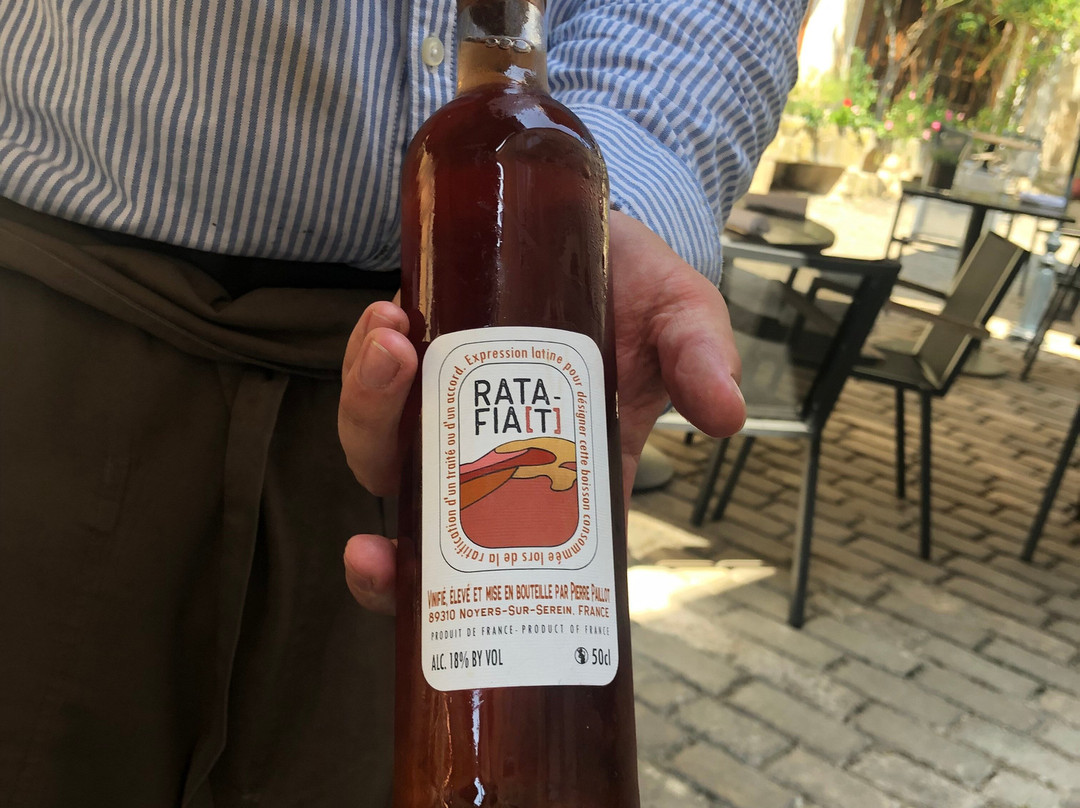 Expression latine pour désigner cette boisson consommée lors de la ratification d'un traité ou d'un accord.
RATA-
FIA[T]
VINIFIÉ, ÉLEVÉ ET MISE EN BOUTEILLE PAR PIERRE PAILLOT
89310 NOYERS-SUR-SEREIN, FRANCE
PRODUIT DE FRANCE - PRODUCT OF FRANCE
ALC. 18% BY VOL
50cl